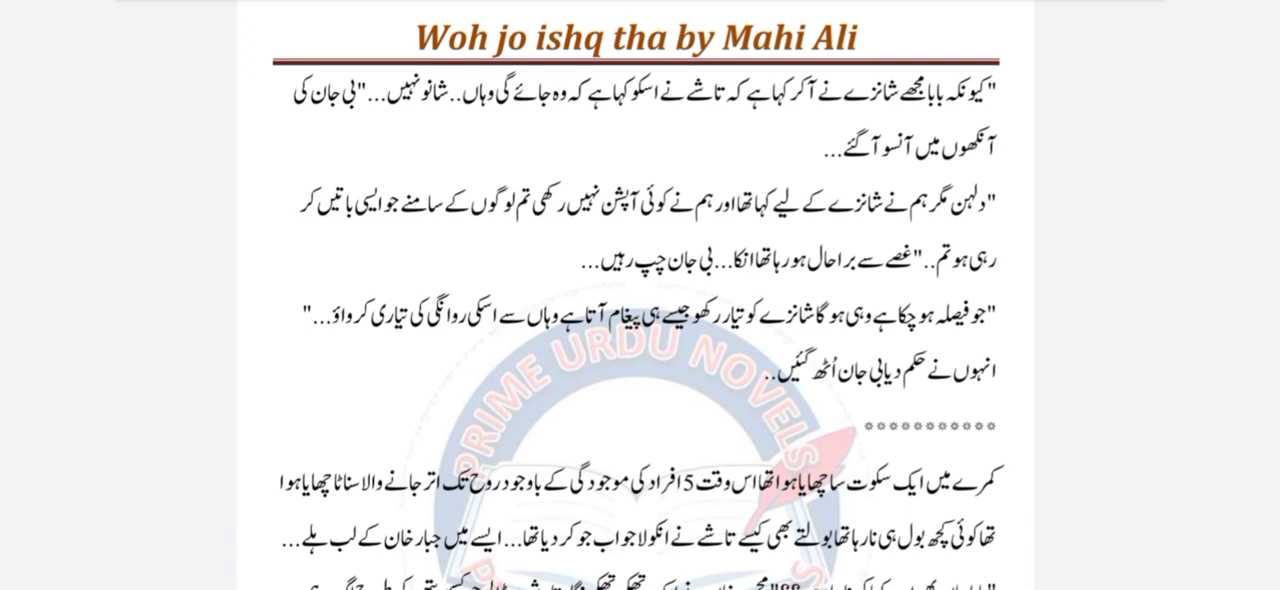 Woh jo ishq tha by Mahi Ali
"کیونکہ بابا مجھے شانزے نے آ کر کہا ہے کہ تاشے نے اسکو کہا ہے کہ وہ جائے گی وہاں..شانو نہیں..."بی جان کی
آنکھوں میں آنسو آ گئے...
"دلہن مگر ہم نے شانزے کے لیے کہا تھا اور ہم نے کوئی آپشن نہیں رکھی تم لوگوں کے سامنے جو ایسی باتیں کر
رہی ہو تم.."غصے سے برا حال ہو رہا تھا انکا...بی جان چپ رہیں...
"جو فیصلہ ہو چکا ہے وہی ہو گا شانزے کو تیار رکھو جیسے ہی پیغام آتا ہے وہاں سے اسکی روانگی کی تیاری کرواؤ..."
انہوں نے حکم دیا بی جان اُٹھ گئیں..
***********
کمرے میں ایک سکوت سا چھایا ہوا تھا اس وقت 5 افراد کی موجودگی کے باوجود روح تک اتر جانے والا سناٹا چھایا ہوا
تھا کوئی کچھ بول ہی نا رہا تھا بولتے بھی کیسے تاشے نے انکو لاجواب جو کر دیا تھا...ایسے میں جبار خان کے لب ہلے...
PRIME URDU NOVELS